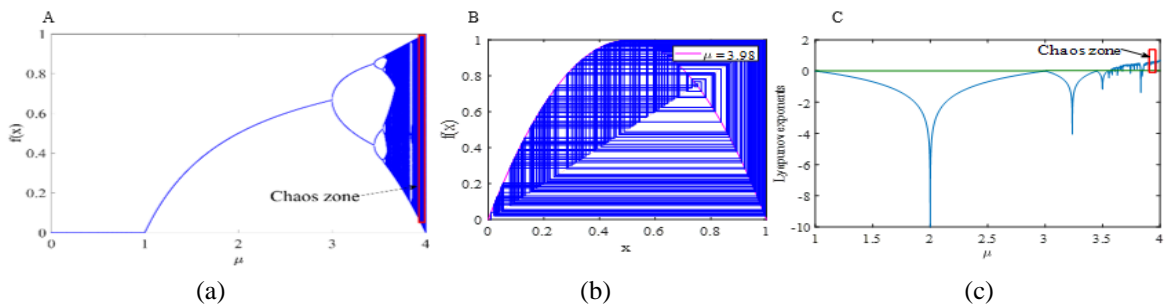 A
f(x)
1
0.8
0.6
0.4
0.2
0
0 1 2 3 4
μ
Chaos zone
(a)
B
f(x)
1
0.8
0.6
0.4
0.2
0
0 0.2 0.4 0.6 0.8 1
x
μ = 3.98
(b)
C
Lyapunov exponents
2
0
-2
-4
-6
-8
-10
1 1.5 2 2.5 3 3.5 4
μ
Chaos zone
(c)